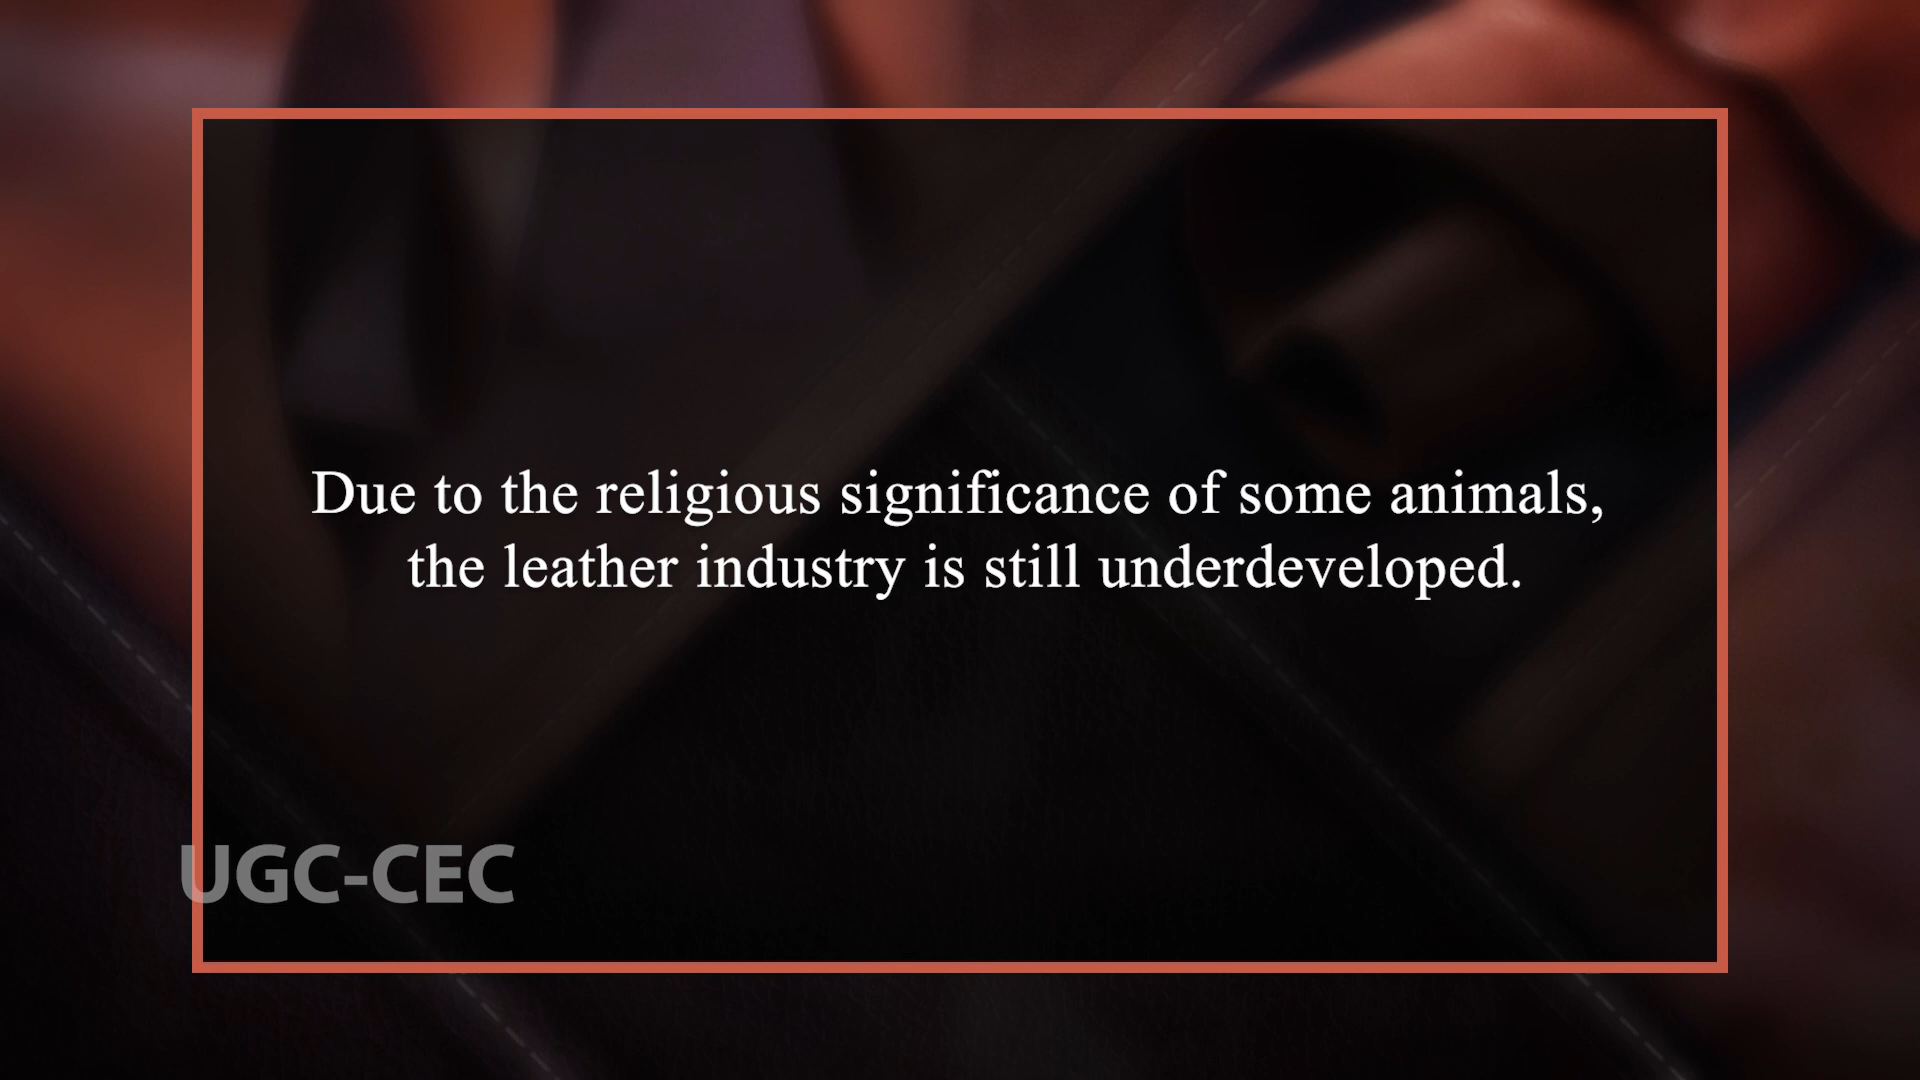 Due to the religious significance of some animals,
the leather industry is still underdeveloped.
UGC-CEC